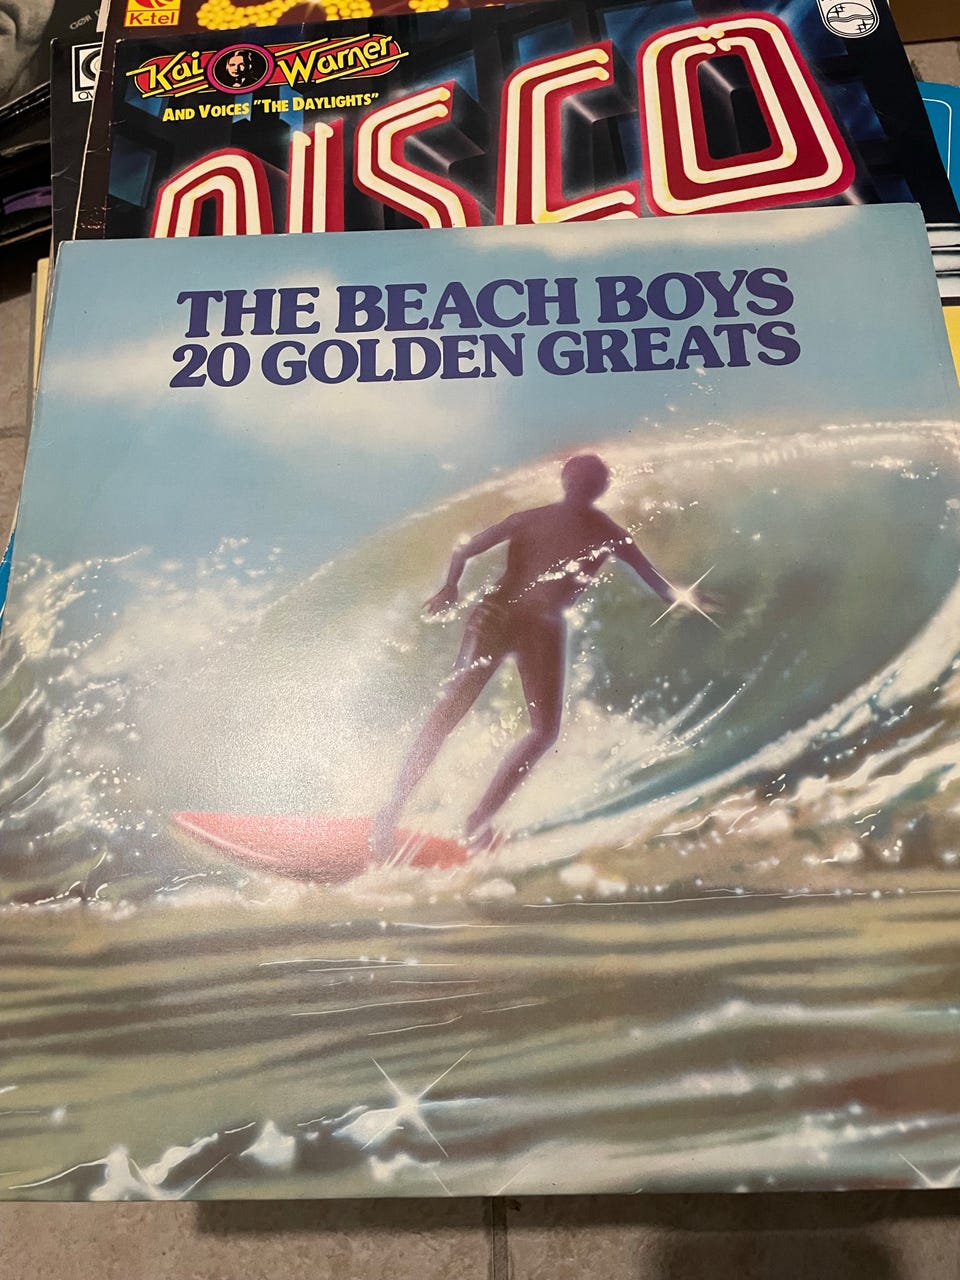 K-tel
Kai Warner
AND VOICES "THE DAYLIGHTS"
DISCO
THE BEACH BOYS
20 GOLDEN GREATS